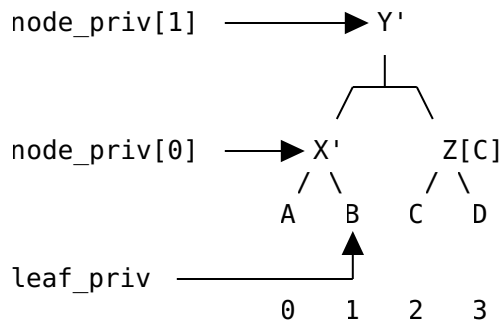 node_priv[1] Y'
node_priv[0] X' Z[C]
A B C D
leaf_priv
0 1 2 3